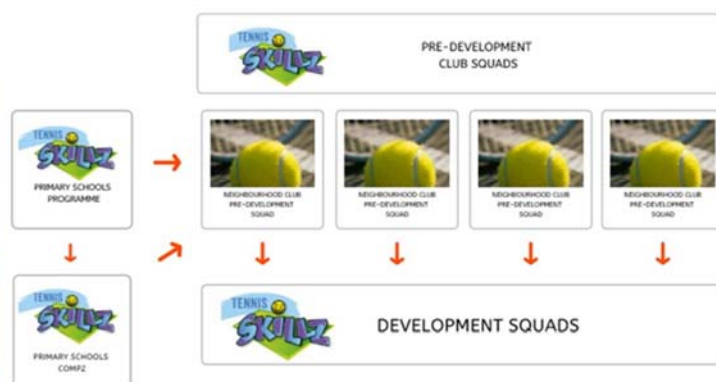 TENNIS
SKILLZ
PRE-DEVELOPMENT
CLUB SQUADS
TENNIS
SKILLZ
PRIMARY SCHOOLS
PROGRAMME
NEIGHBOURHOOD CLUB
PRE-DEVELOPMENT
SQUAD
NEIGHBOURHOOD CLUB
PRE-DEVELOPMENT
SQUAD
NEIGHBOURHOOD CLUB
PRE-DEVELOPMENT
SQUAD
NEIGHBOURHOOD CLUB
PRE-DEVELOPMENT
SQUAD
TENNIS
SKILLZ
PRIMARY SCHOOLS
COMPZ
TENNIS
SKILLZ
DEVELOPMENT SQUADS